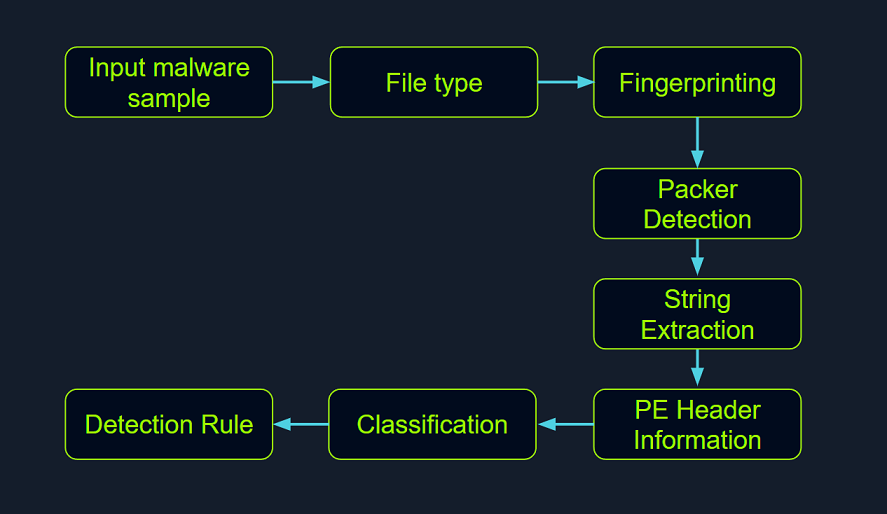 Input malware
sample
File type
Fingerprinting
Packer
Detection
String
Extraction
PE Header
Information
Classification
Detection Rule